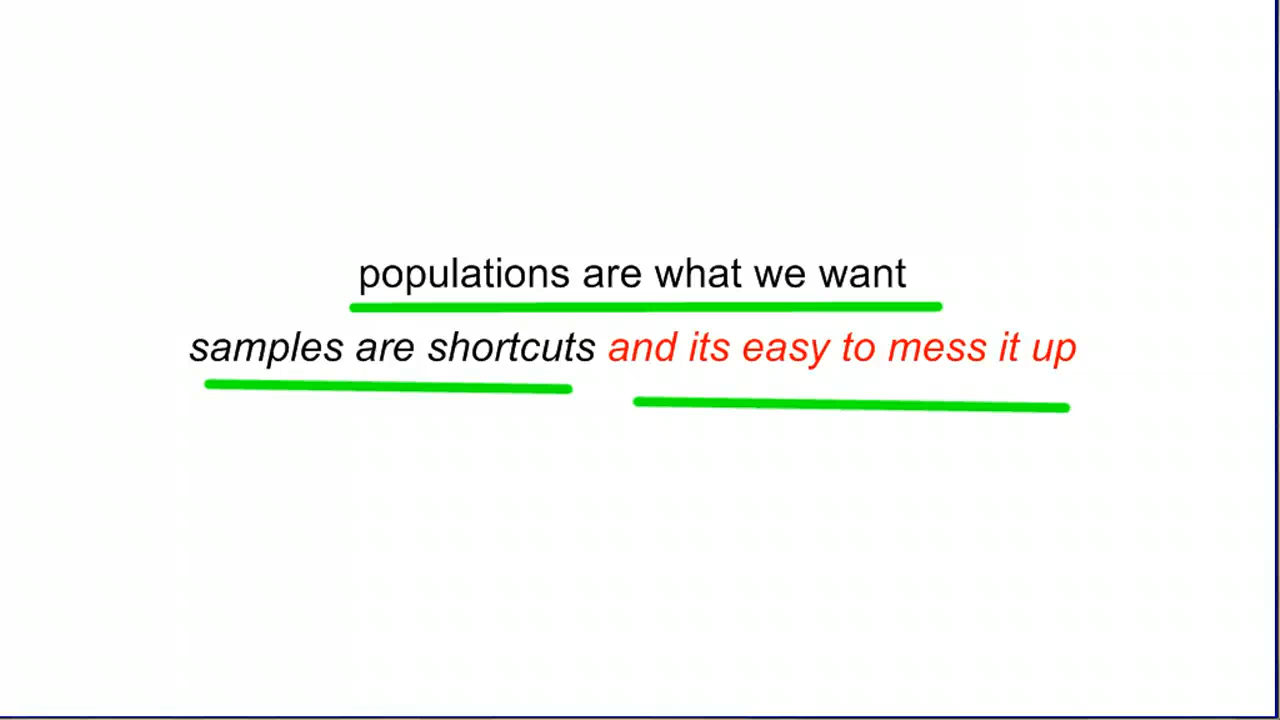 populations are what we want
samples are shortcuts and its easy to mess it up